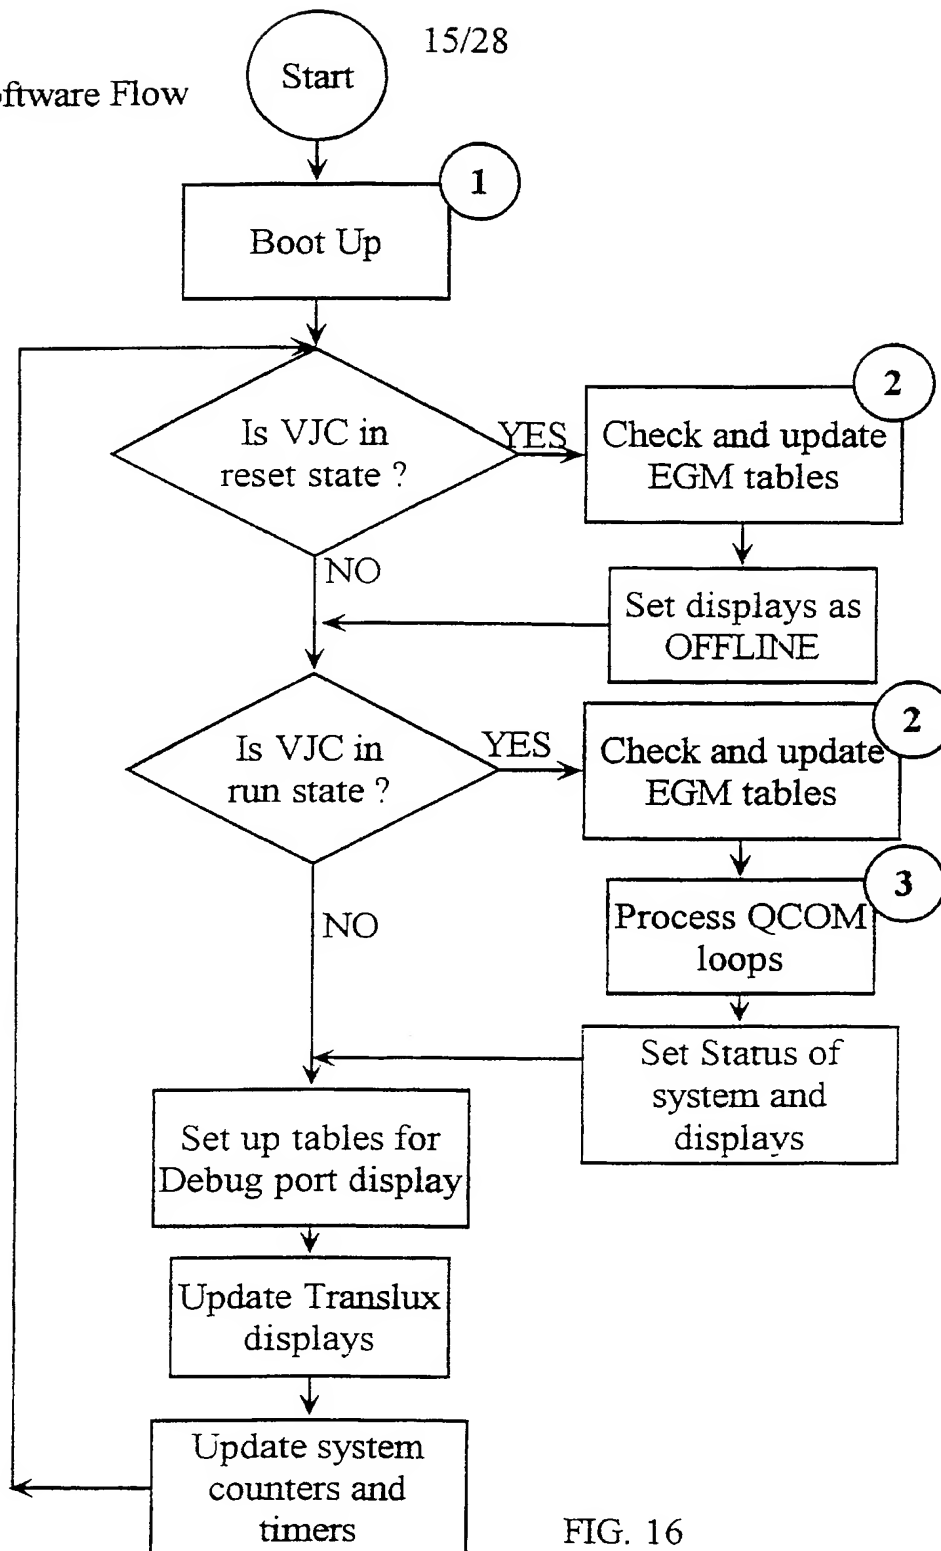 15/28
Software Flow
Start
1
Boot Up
Is VJC in
reset state ?
YES
2
Check and update
EGM tables
NO
Set displays as
OFFLINE
Is VJC in
run state ?
YES
2
Check and update
EGM tables
NO
3
Process QCOM
loops
Set Status of
system and
displays
Set up tables for
Debug port display
Update Translux
displays
Update system
counters and
timers
FIG. 16